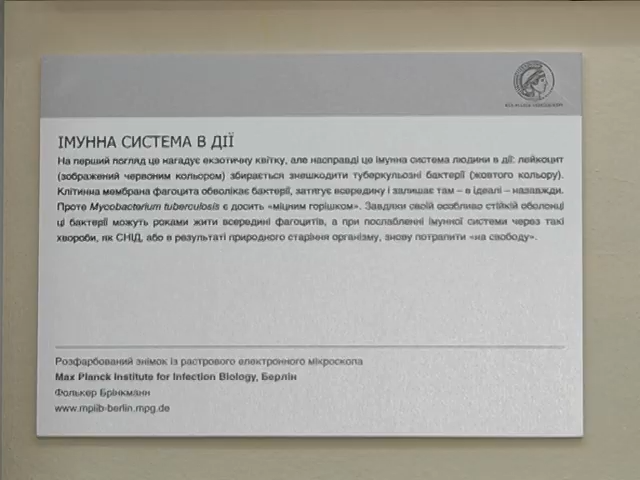 ІМУННА СИСТЕМА В ДІЇ
На перший погляд це нагадує екзотичну квітку, але насправді це імунна система людини в дії: лейкоцит
(зображений червоним кольором) збирається знешкодити туберкульозні бактерії (жовтого кольору).
Клітинна мембрана фагоцита обволікає бактерії, затягує всередину і залишає там – в ідеалі – назавжди.
Проте Mycobacterium tuberculosis є досить «міцним горішком». Завдяки своїй особливо стійкій оболонці
ці бактерії можуть роками жити всередині фагоцитів, а при послабленні імунної системи через такі
хвороби, як СНІД, або в результаті природного старіння організму, знову потрапити «на свободу».
Розфарбований знімок із растрового електронного мікроскопа
Max Planck Institute for Infection Biology, Берлін
Фолькер Брінкманн
www.mpiib-berlin.mpg.de